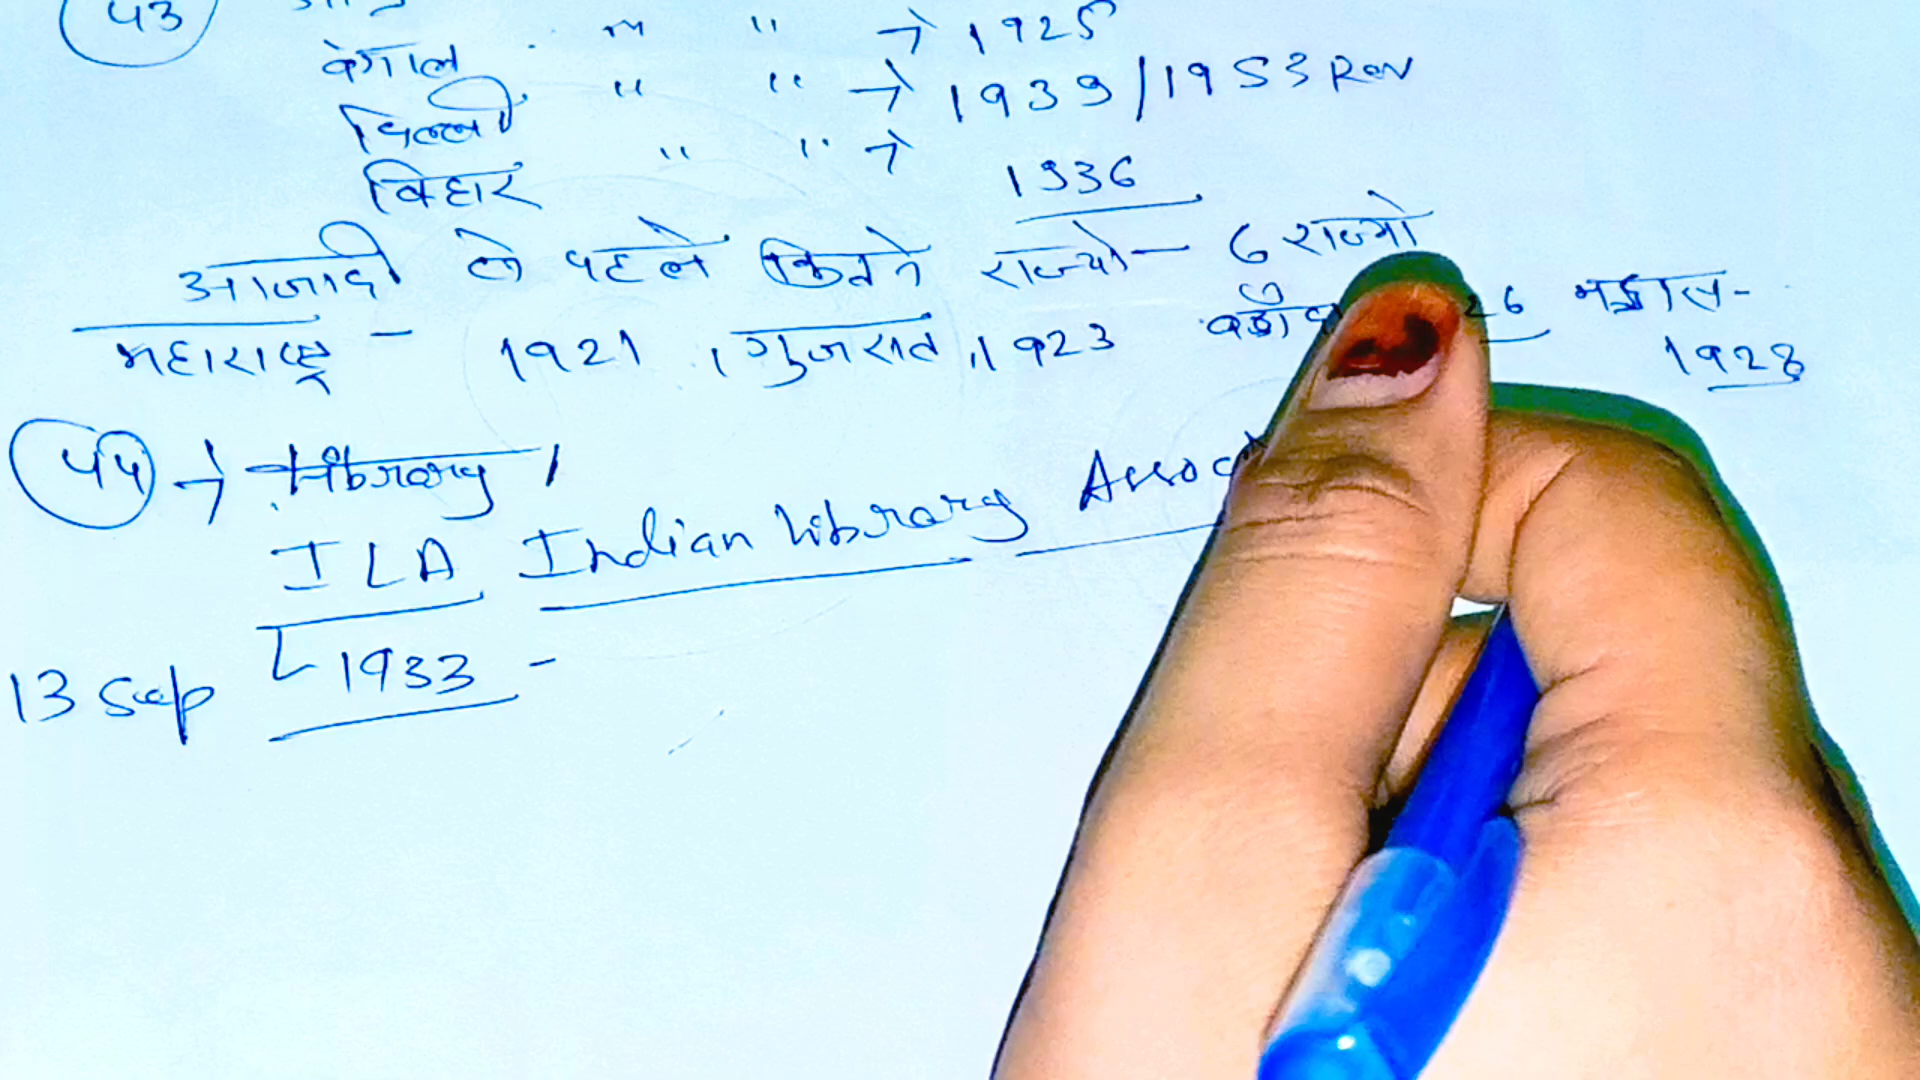 43
बंगाल " " → 1925
दिल्ली " " → 1939/1953 Rev
बिहार " " → 1936
आजादी से पहले कितने राज्यो — 6 राज्यो
महाराष्ट्र — 1921, गुजरात, 1923 26 मद्रास -
1928
44 → Library
ILA Indian Library Assoc
13 Sep 1933 -